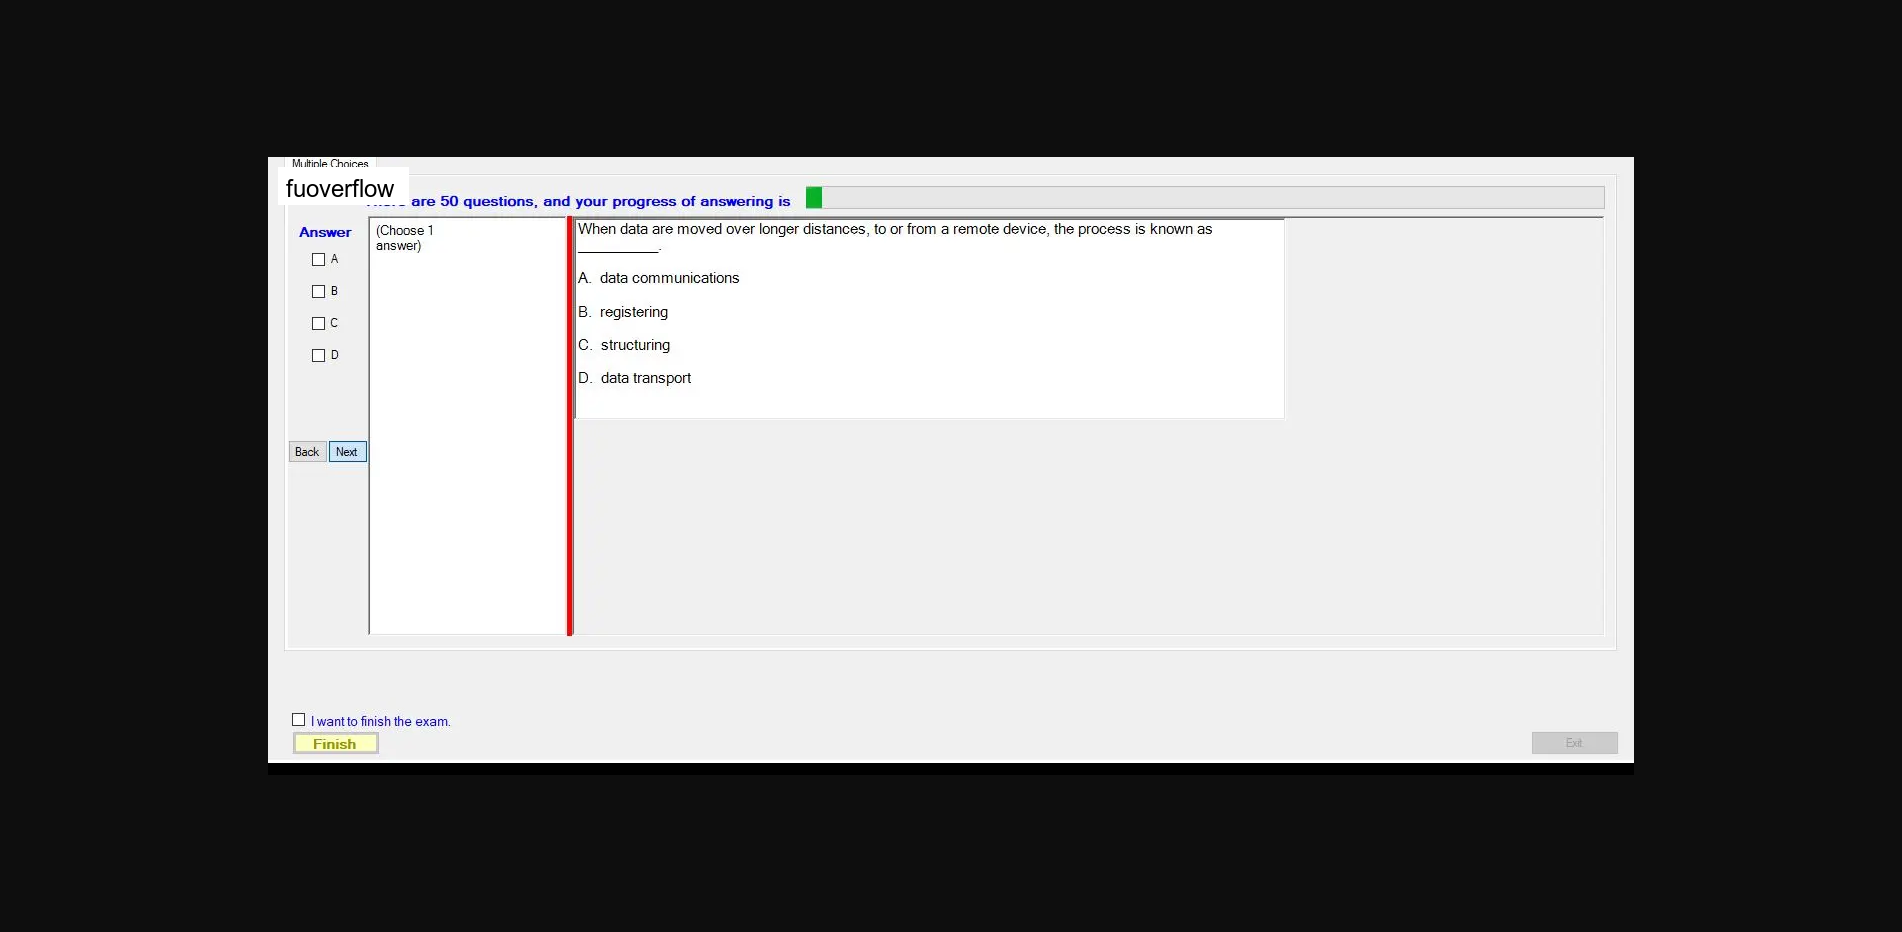 Multiple Choices
fuoverflow
are 50 questions, and your progress of answering is
Answer
A
B
C
D
Back Next
(Choose 1
answer)
When data are moved over longer distances, to or from a remote device, the process is known as
__________.
A. data communications
B. registering
C. structuring
D. data transport
I want to finish the exam.
Finish
Exit